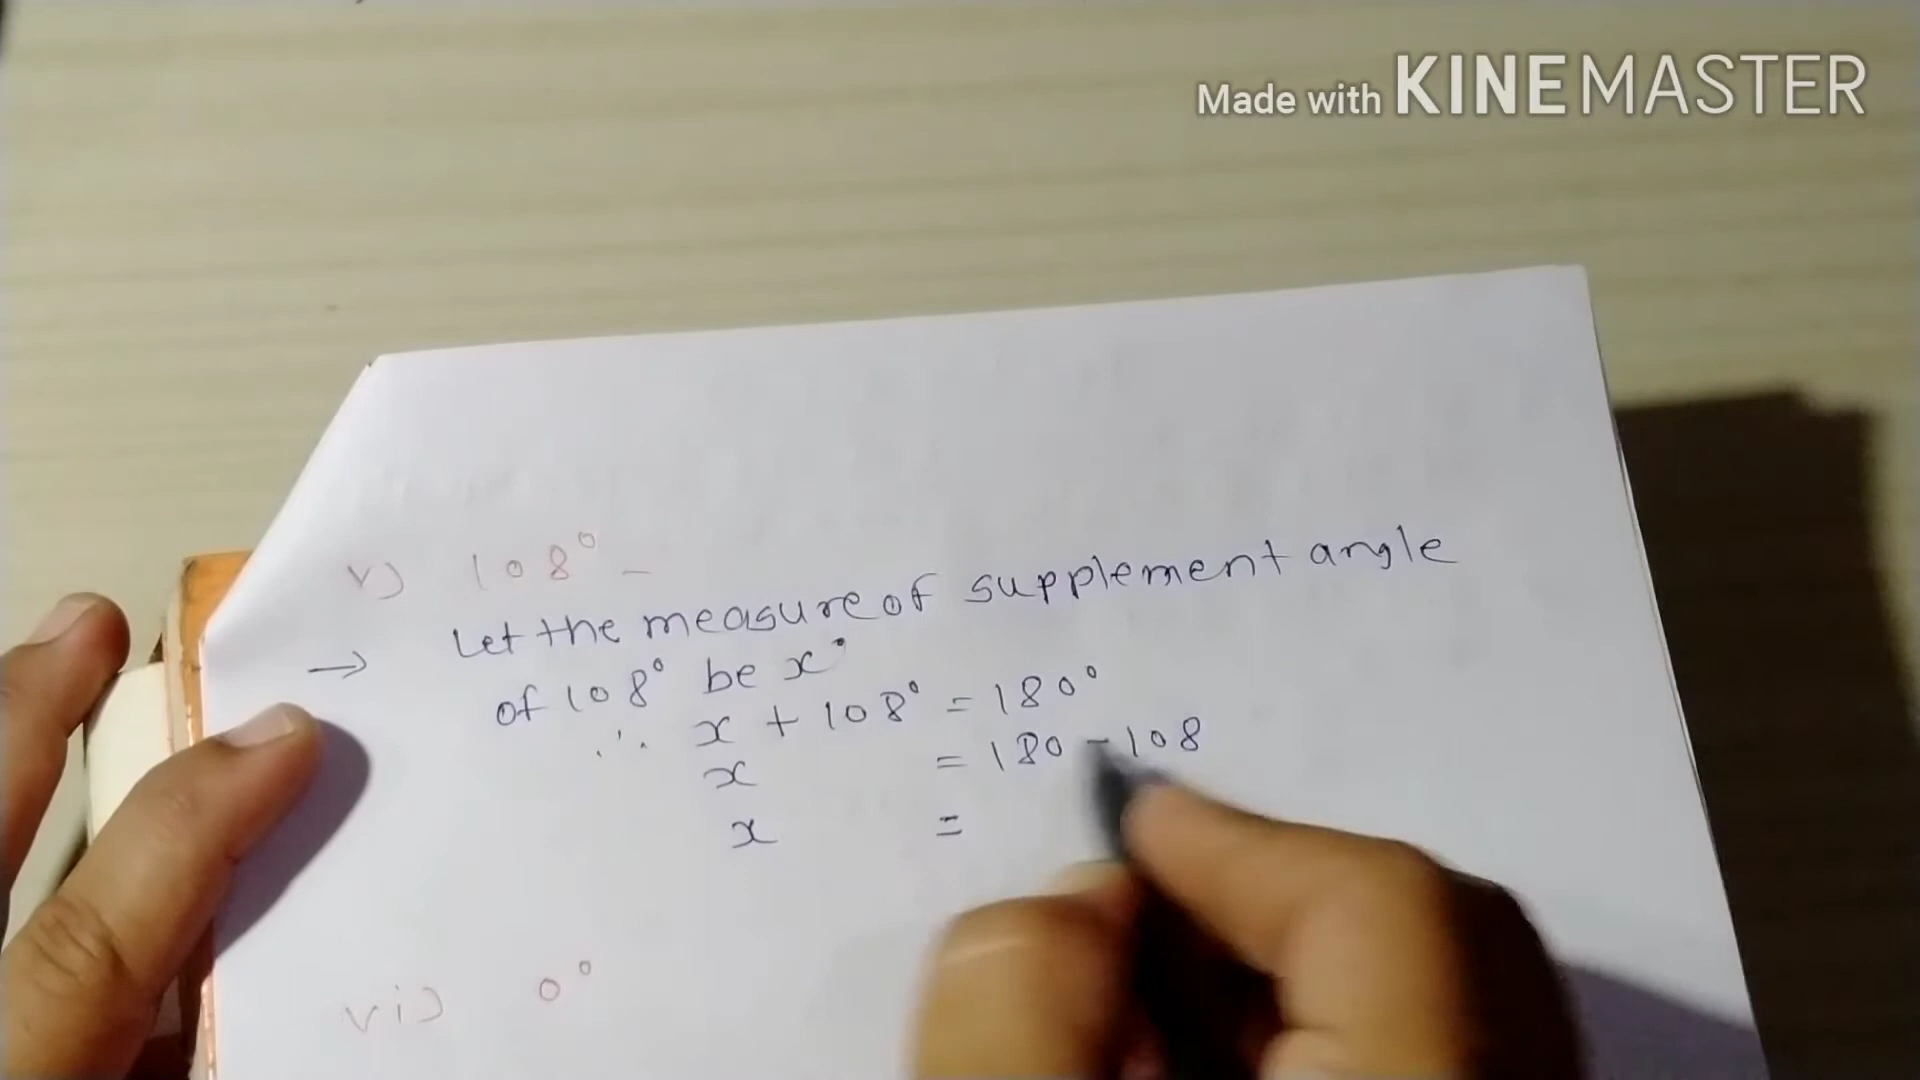 Made with KINEMASTER
v) 108° -
→ Let the measure of supplement angle
of 108° be x°
∴ x + 108° = 180°
x = 180 - 108
x =
vi) 0°